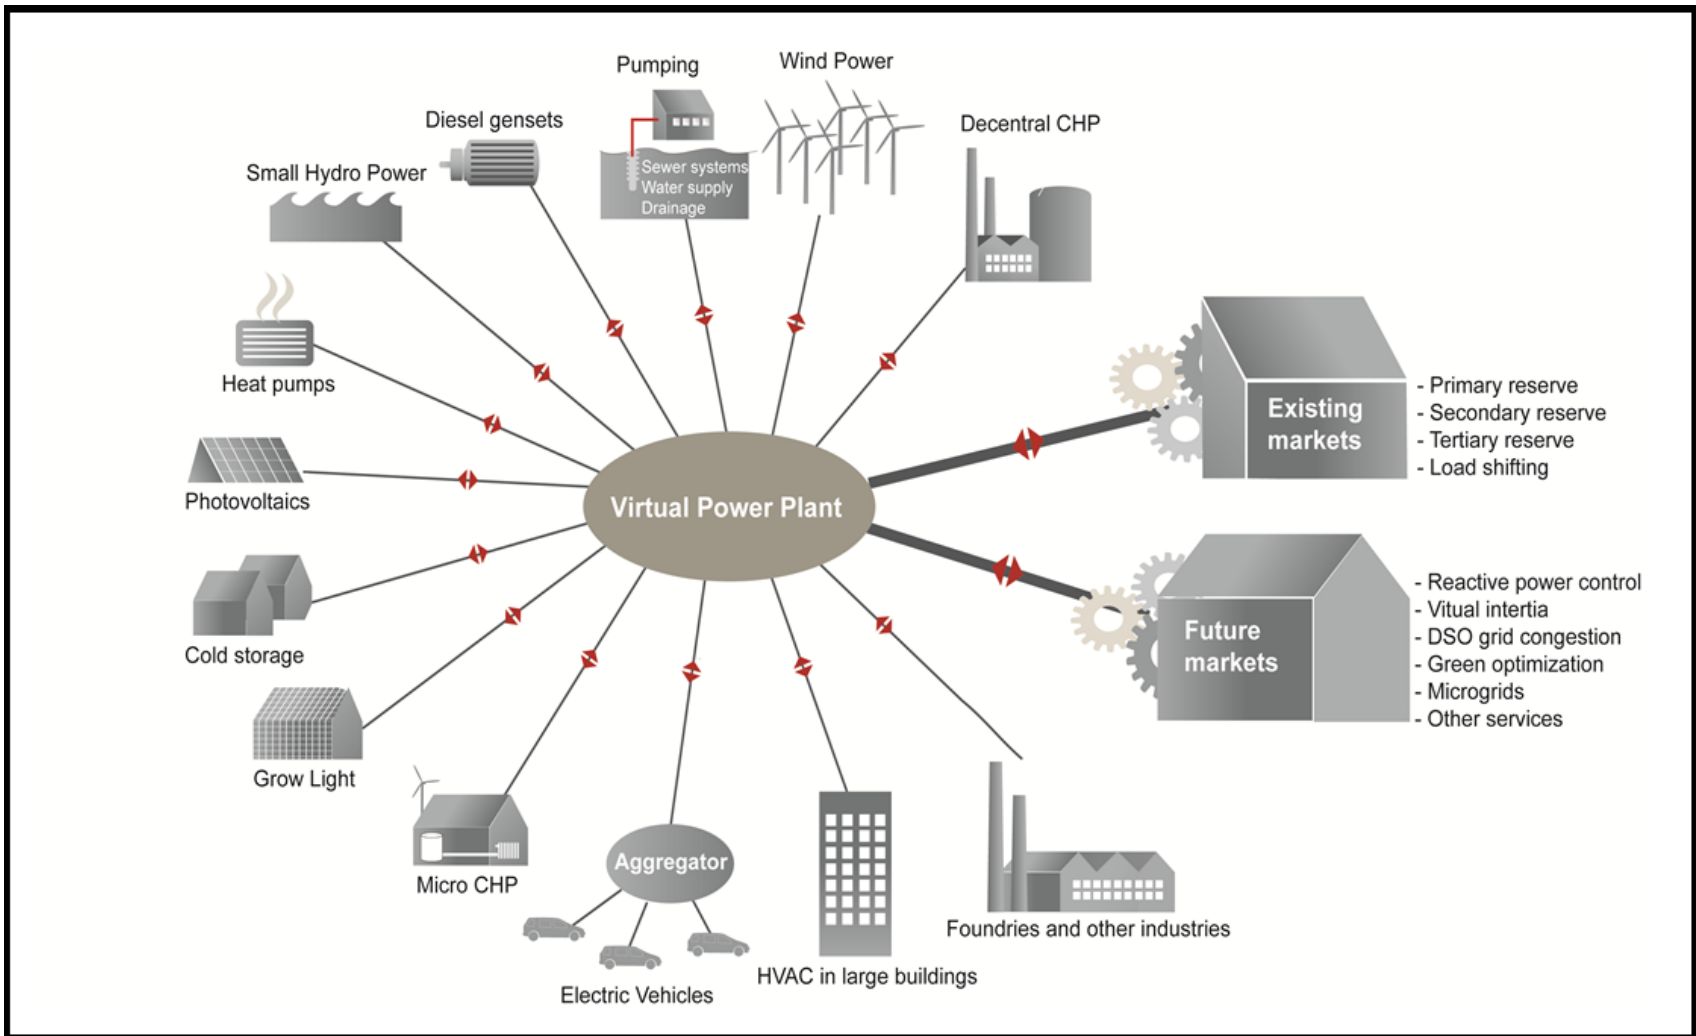 Pumping
Wind Power
Diesel gensets
Decentral CHP
Small Hydro Power
Sewer systems
Water supply
Drainage
Heat pumps
Existing
markets
- Primary reserve
- Secondary reserve
- Tertiary reserve
- Load shifting
Photovoltaics
Virtual Power Plant
Cold storage
Future
markets
- Reactive power control
- Vitual intertia
- DSO grid congestion
- Green optimization
- Microgrids
- Other services
Grow Light
Micro CHP
Aggregator
Electric Vehicles
HVAC in large buildings
Foundries and other industries